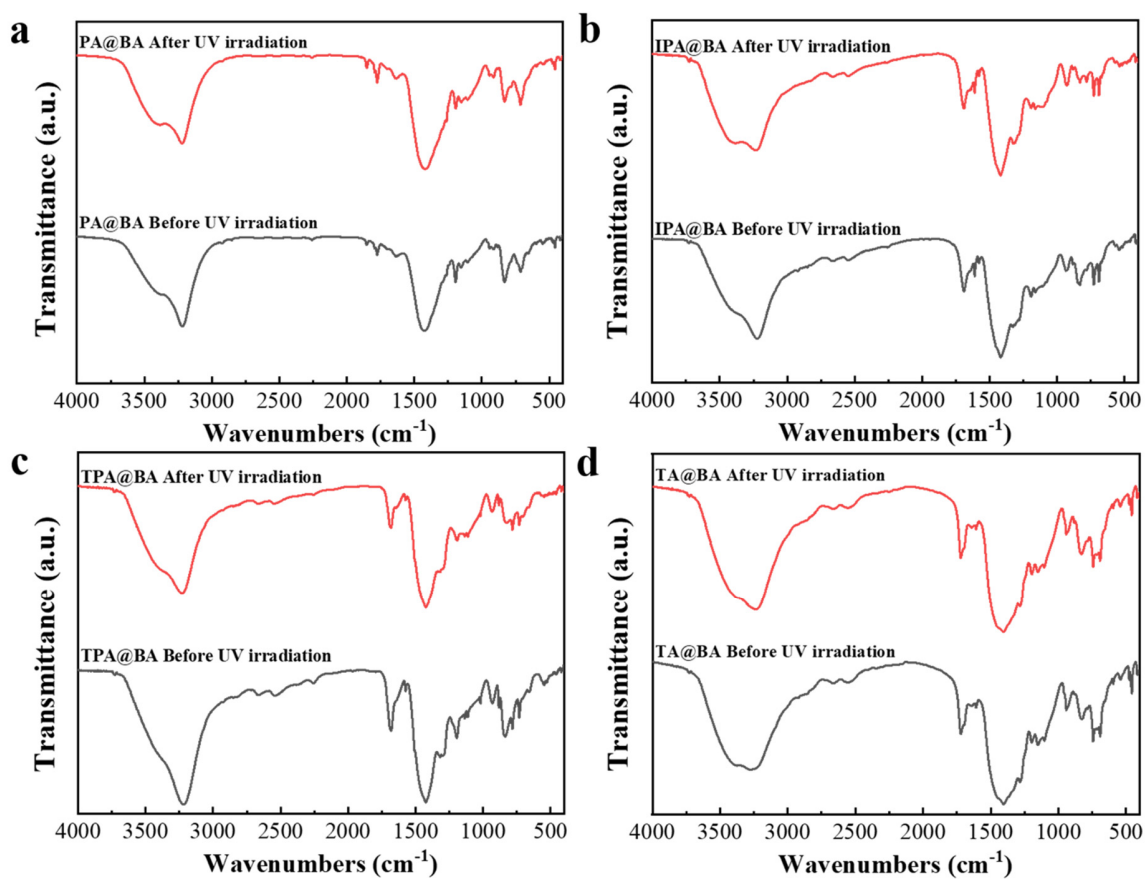 a
PA@BA After UV irradiation
PA@BA Before UV irradiation
Transmittance (a.u.)
4000 3500 3000 2500 2000 1500 1000 500
Wavenumbers (cm⁻¹)
b
IPA@BA After UV irradiation
IPA@BA Before UV irradiation
Transmittance (a.u.)
4000 3500 3000 2500 2000 1500 1000 500
Wavenumbers (cm⁻¹)
c
TPA@BA After UV irradiation
TPA@BA Before UV irradiation
Transmittance (a.u.)
4000 3500 3000 2500 2000 1500 1000 500
Wavenumbers (cm⁻¹)
d
TA@BA After UV irradiation
TA@BA Before UV irradiation
Transmittance (a.u.)
4000 3500 3000 2500 2000 1500 1000 500
Wavenumbers (cm⁻¹)